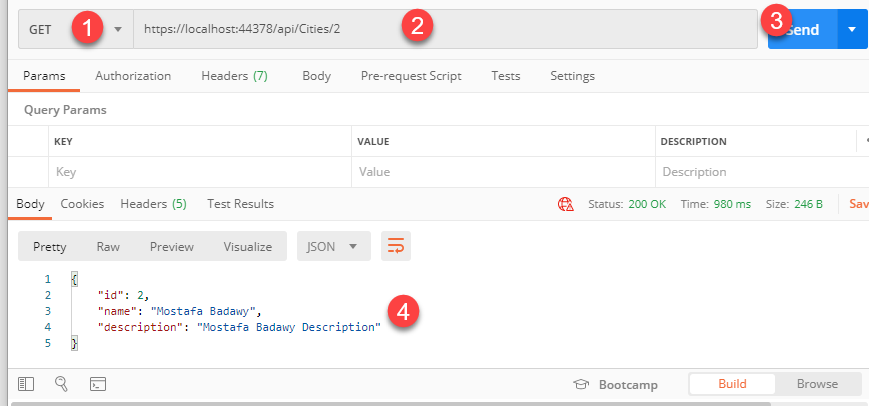 GET 1 https://localhost:44378/api/Cities/2 2 3 Send
Params Authorization Headers (7) Body Pre-request Script Tests Settings
Query Params
KEY VALUE DESCRIPTION
Key Value Description
Body Cookies Headers (5) Test Results Status: 200 OK Time: 980 ms Size: 246 B Sav
Pretty Raw Preview Visualize JSON
1 {
2 "id": 2,
3 "name": "Mostafa Badawy",
4 "description": "Mostafa Badawy Description" 4
5 }
Bootcamp Build Browse